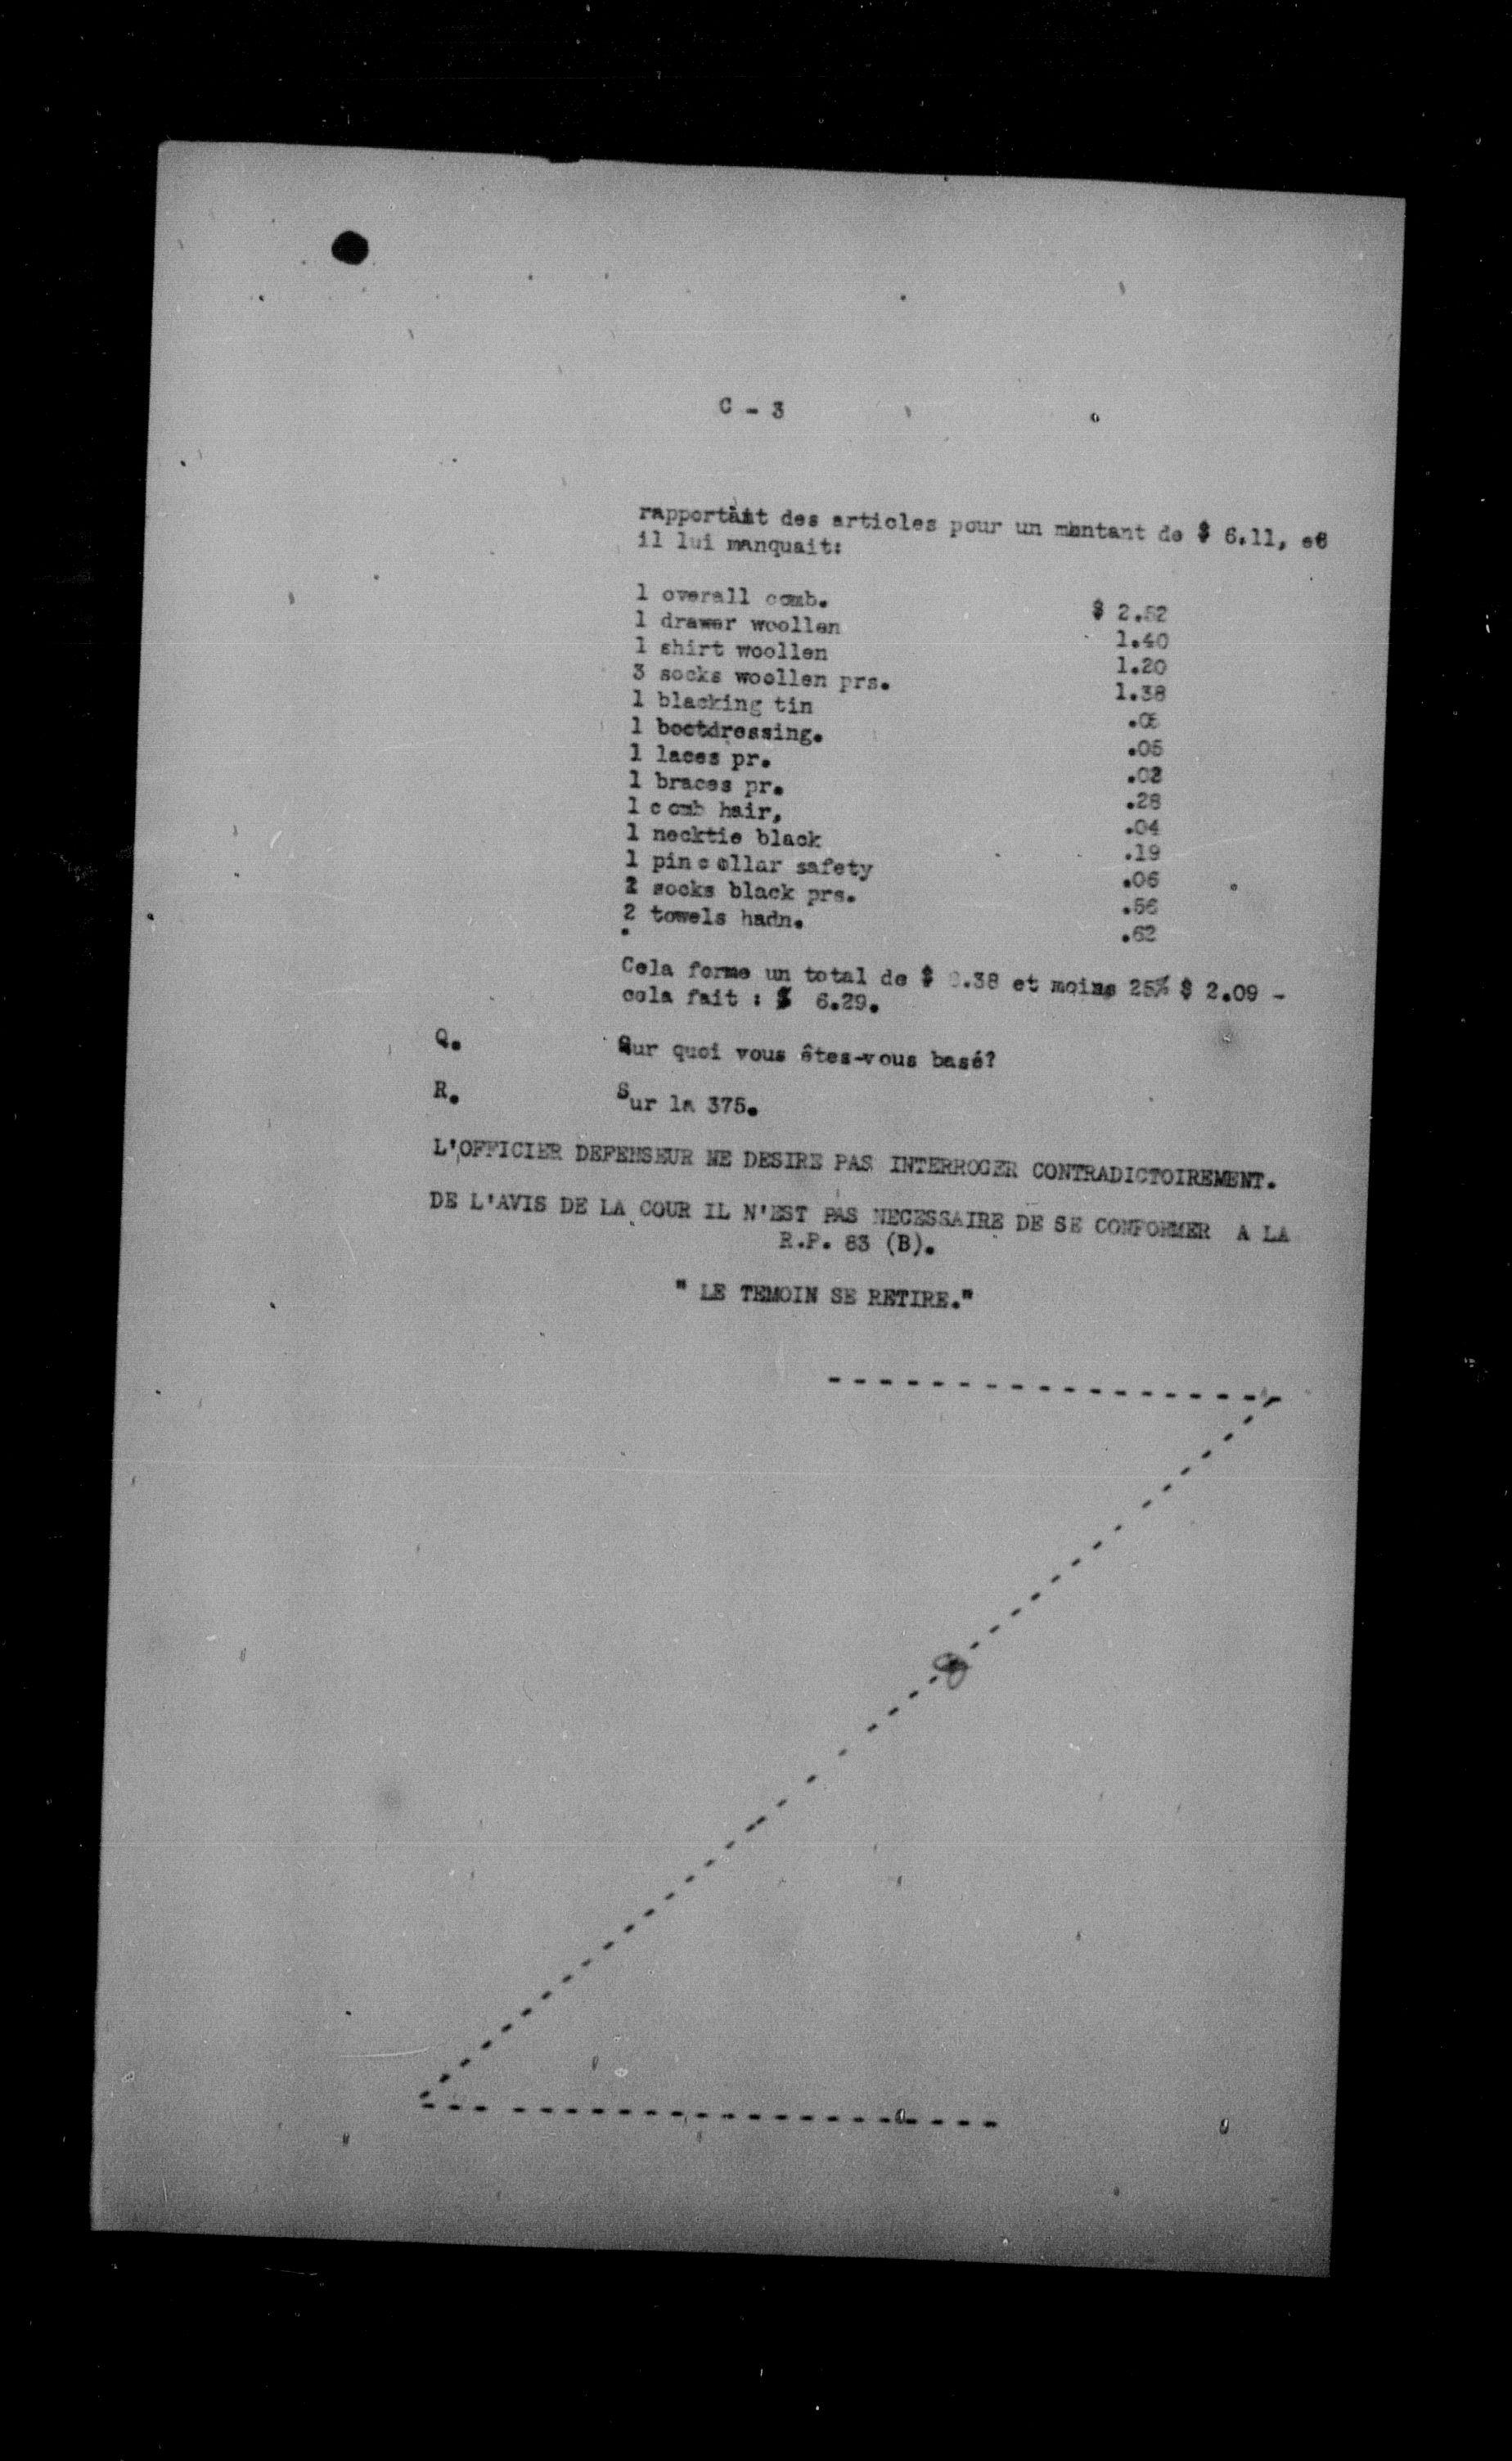 C - 3
rapportant des articles pour un montant de $ 6.11, et
il lui manquait:
1 overall comb. $ 2.52
1 drawer woollen 1.40
1 shirt woollen 1.20
3 socks woollen prs. 1.38
1 blacking tin .06
1 bootdressing. .05
1 laces pr. .02
1 braces pr. .28
1 comb hair, .04
1 necktie black .19
1 pin collar safety .06
2 socks black prs. .56
2 towels hadn. .62
Cela forme un total de $ 8.38 et moins 25% $ 2.09 -
cela fait : $ 6.29.
Q. Sur quoi vous êtes-vous basé?
R. Sur la 375.
L'OFFICIER DEFENSEUR NE DESIRE PAS INTERROGER CONTRADICTOIREMENT.
DE L'AVIS DE LA COUR IL N'EST PAS NECESSAIRE DE SE CONFORMER A LA
R.P. 83 (B).
" LE TEMOIN SE RETIRE."